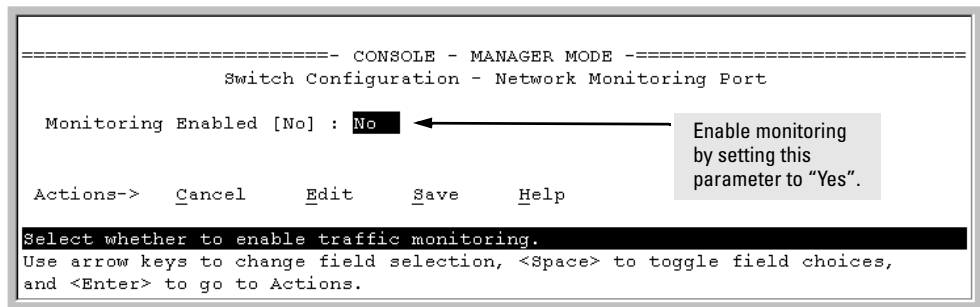 ===========================- CONSOLE - MANAGER MODE -============================
Switch Configuration - Network Monitoring Port
Monitoring Enabled [No] : No
Enable monitoring
by setting this
parameter to “Yes”.
Actions-> Cancel Edit Save Help
Select whether to enable traffic monitoring.
Use arrow keys to change field selection, <Space> to toggle field choices,
and <Enter> to go to Actions.